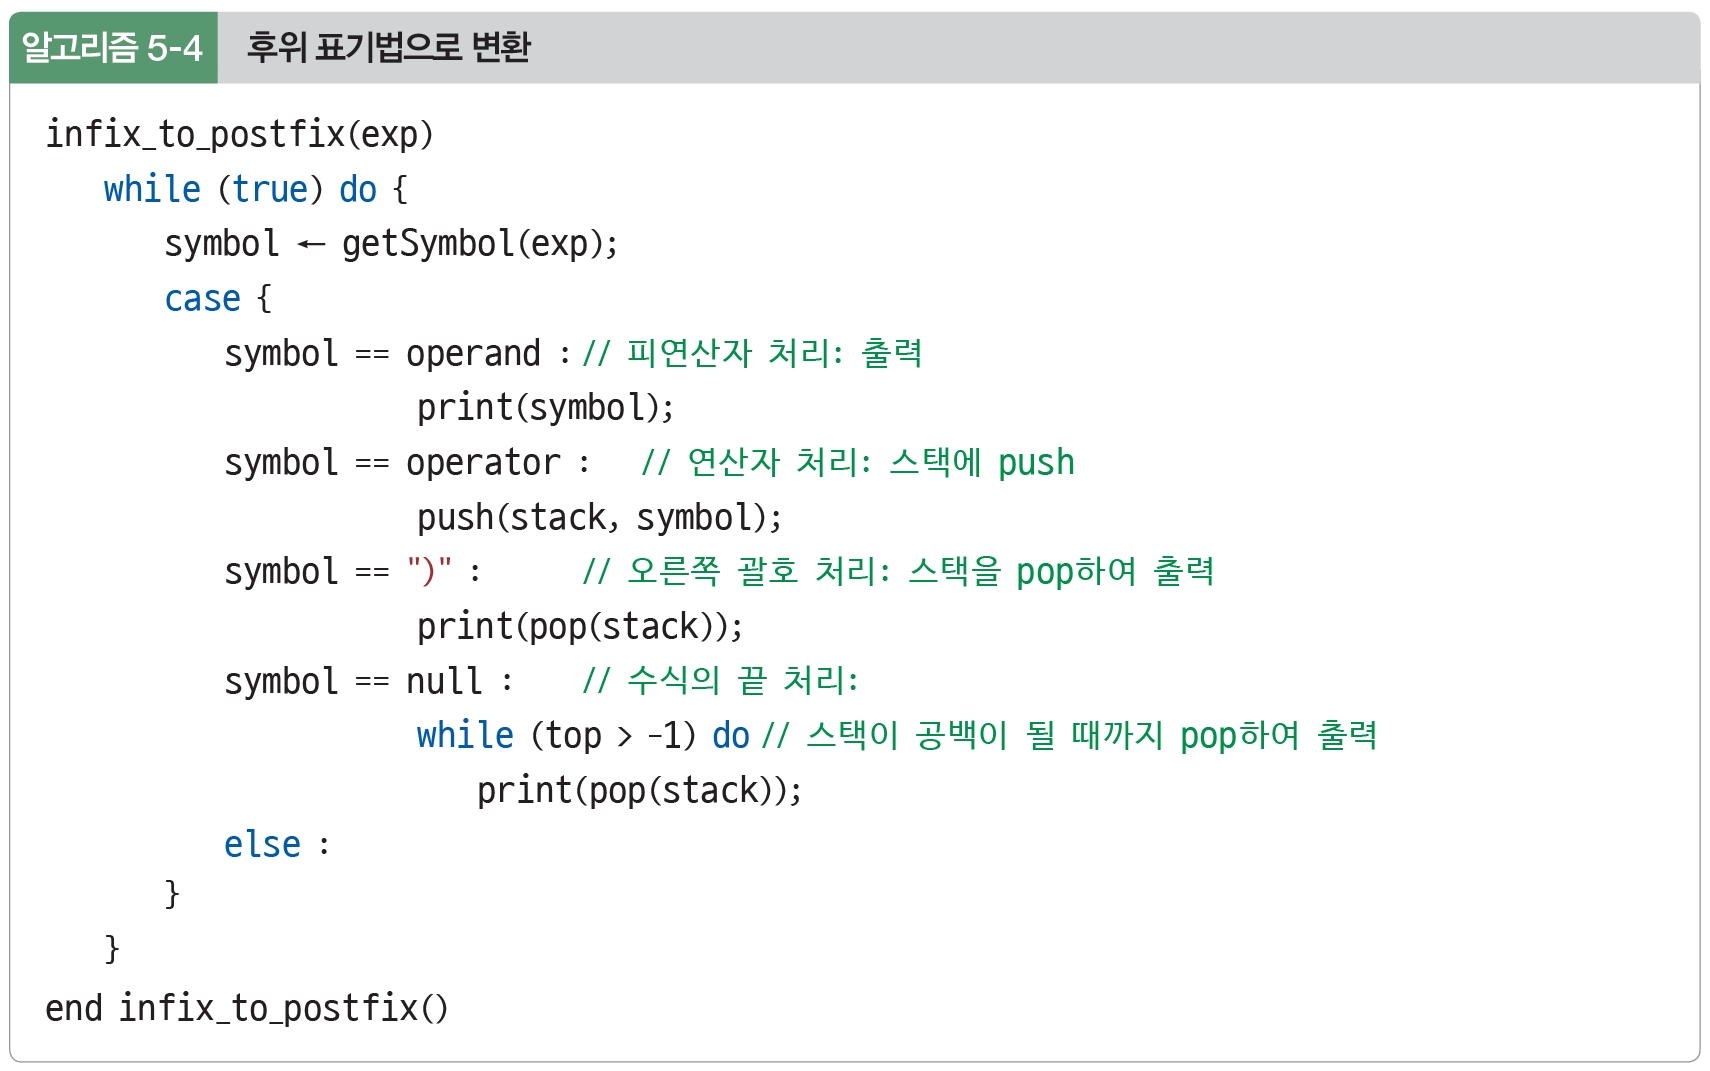 알고리즘 5-4 후위 표기법으로 변환
infix_to_postfix(exp)
while (true) do {
symbol ← getSymbol(exp);
case {
symbol == operand : // 피연산자 처리: 출력
print(symbol);
symbol == operator : // 연산자 처리: 스택에 push
push(stack, symbol);
symbol == ")" : // 오른쪽 괄호 처리: 스택을 pop하여 출력
print(pop(stack));
symbol == null : // 수식의 끝 처리:
while (top > -1) do // 스택이 공백이 될 때까지 pop하여 출력
print(pop(stack));
else :
}
}
end infix_to_postfix()